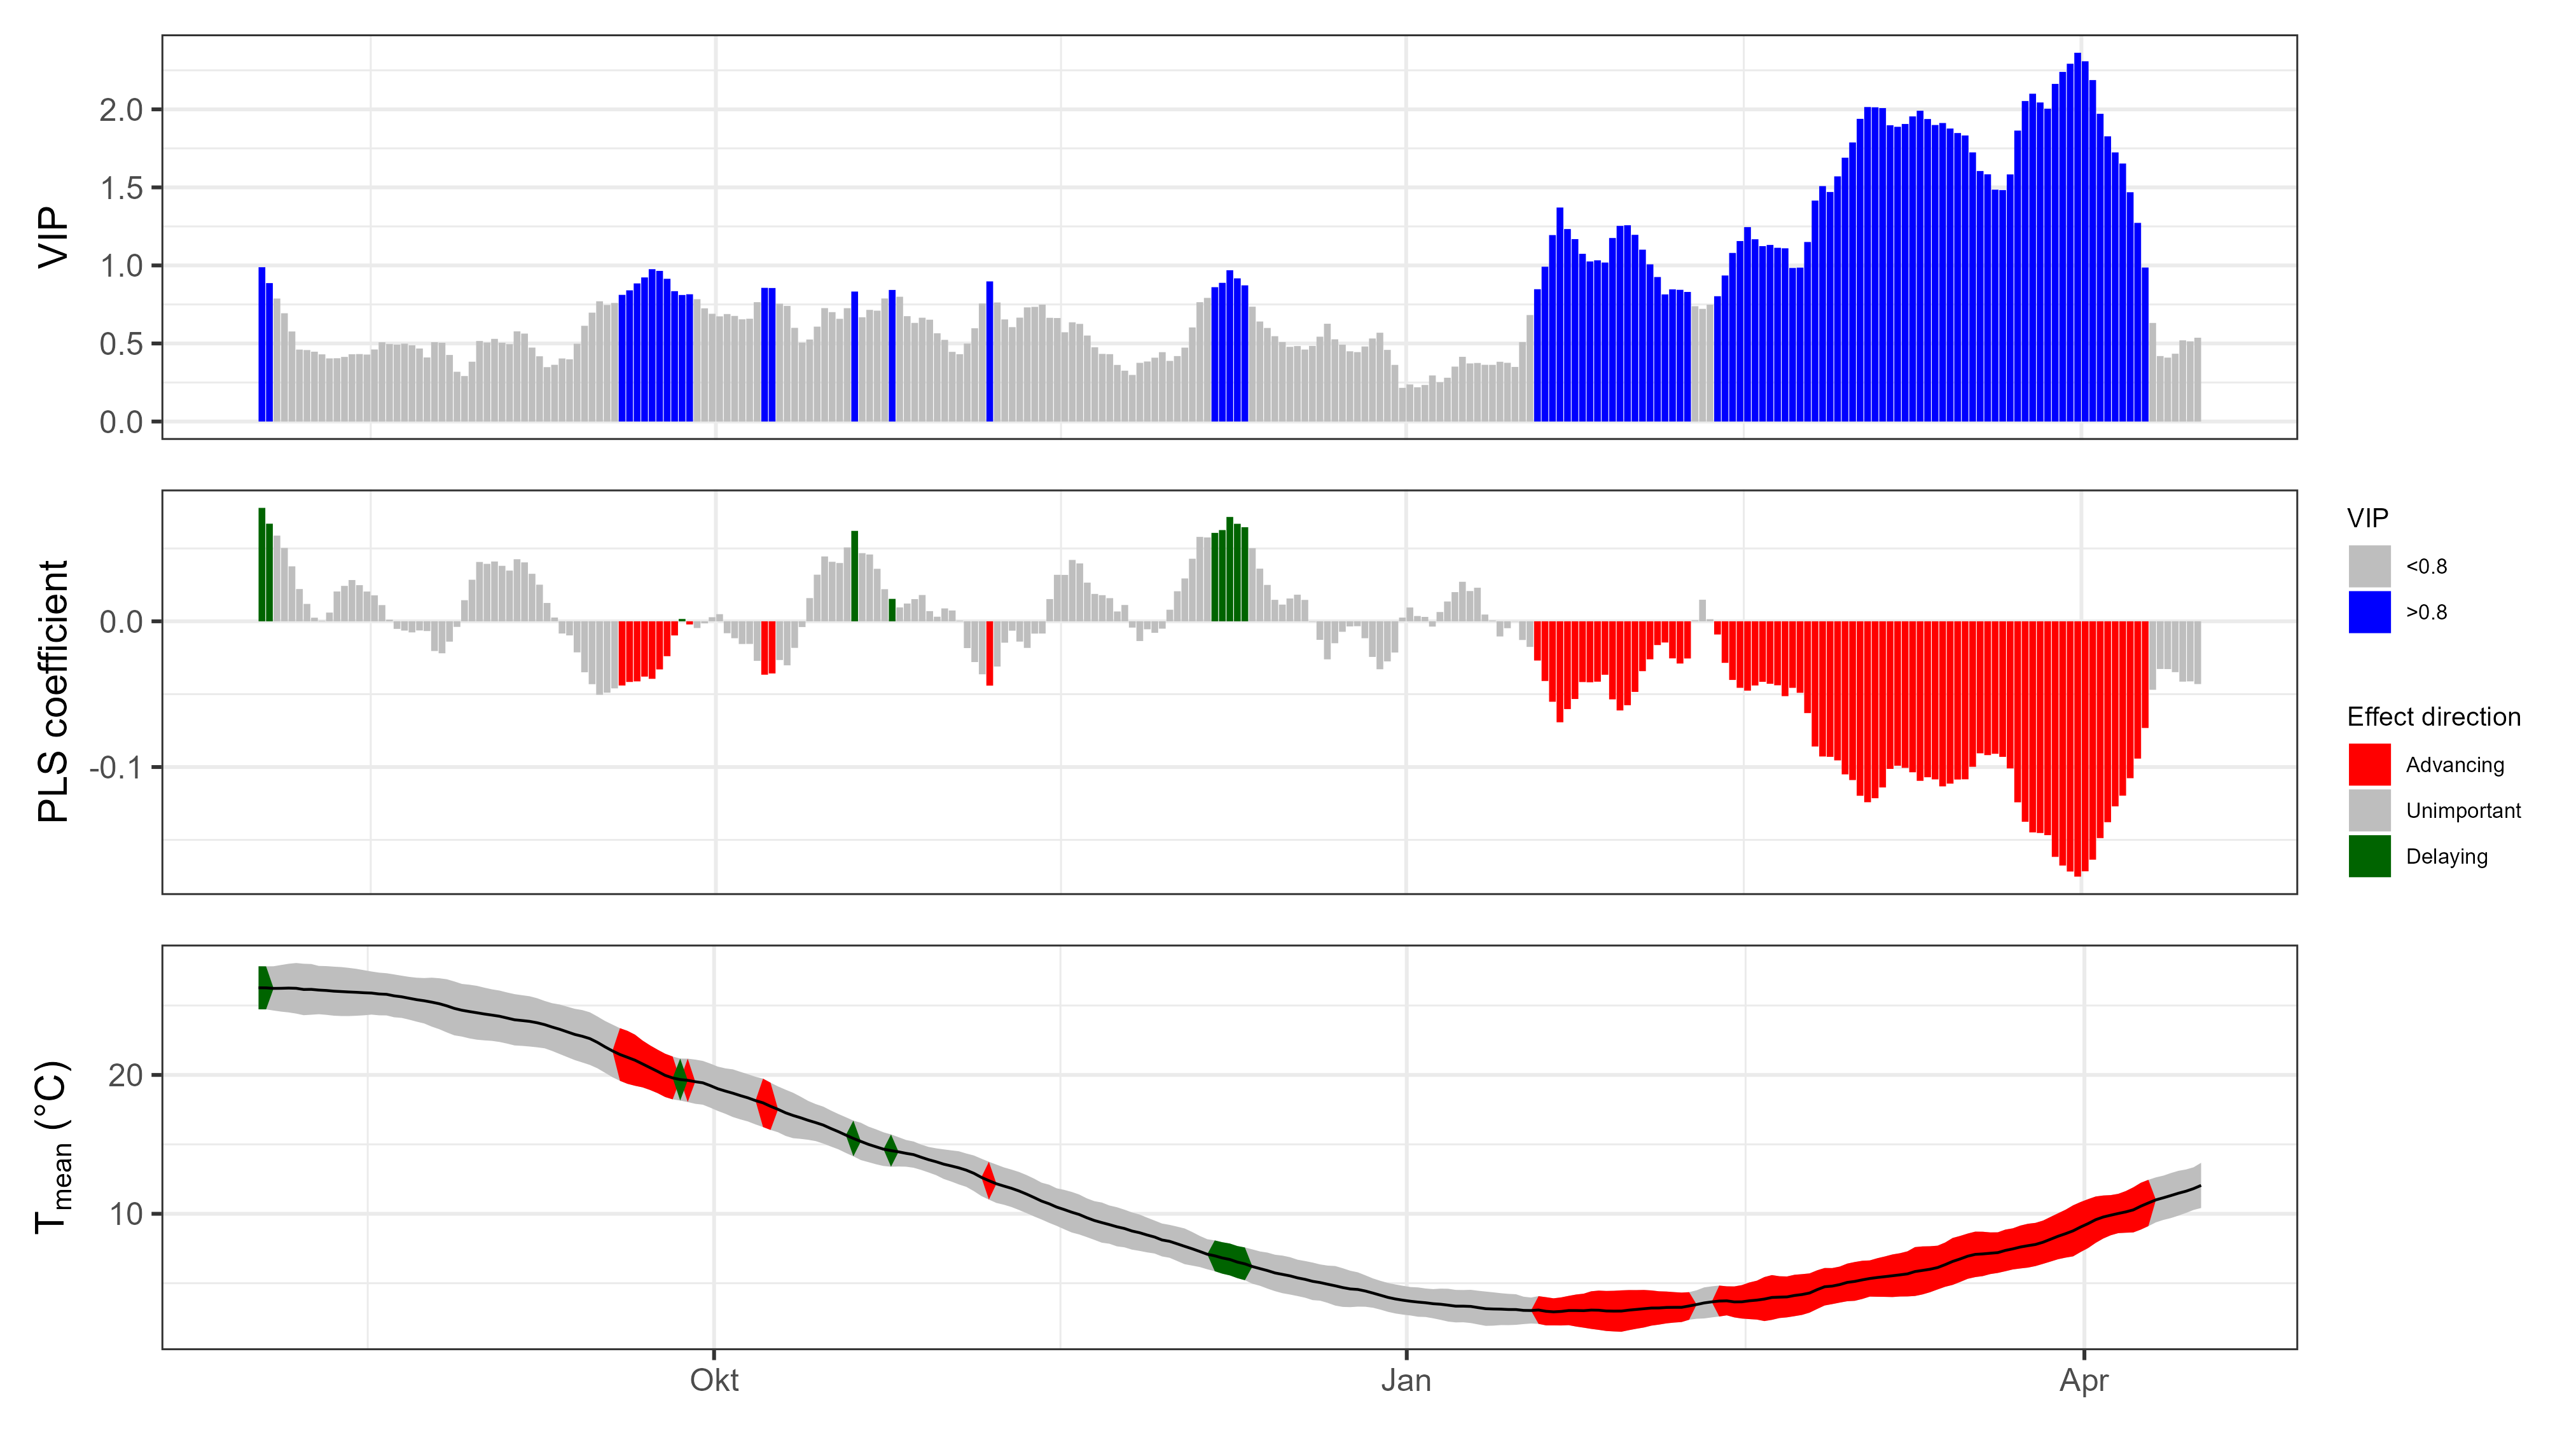 VIP
2.0
1.5
1.0
0.5
0.0
PLS coefficient
0.0
-0.1
VIP
<0.8
>0.8
Effect direction
Advancing
Unimportant
Delaying
Tmean (°C)
20
10
Okt Jan Apr